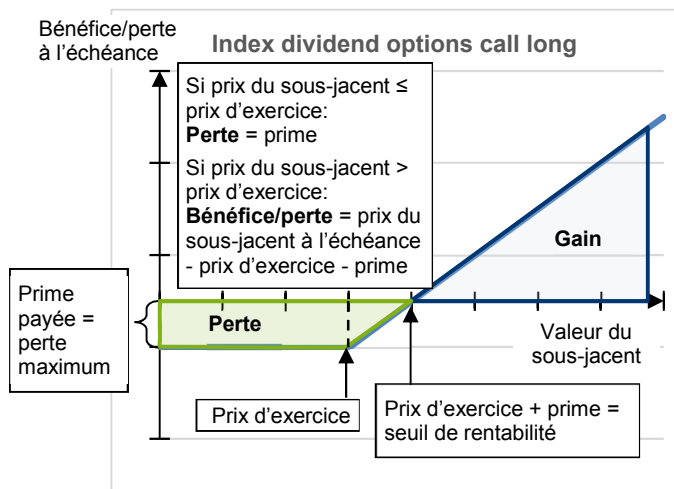 Bénéfice/perte
à l’échéance
Index dividend options call long
Si prix du sous-jacent ≤
prix d’exercice:
Perte = prime
Si prix du sous-jacent >
prix d’exercice:
Bénéfice/perte = prix du
sous-jacent à l’échéance
- prix d’exercice - prime
Gain
Prime
payée =
perte
maximum
Perte
Valeur du
sous-jacent
Prix d’exercice
Prix d’exercice + prime =
seuil de rentabilité